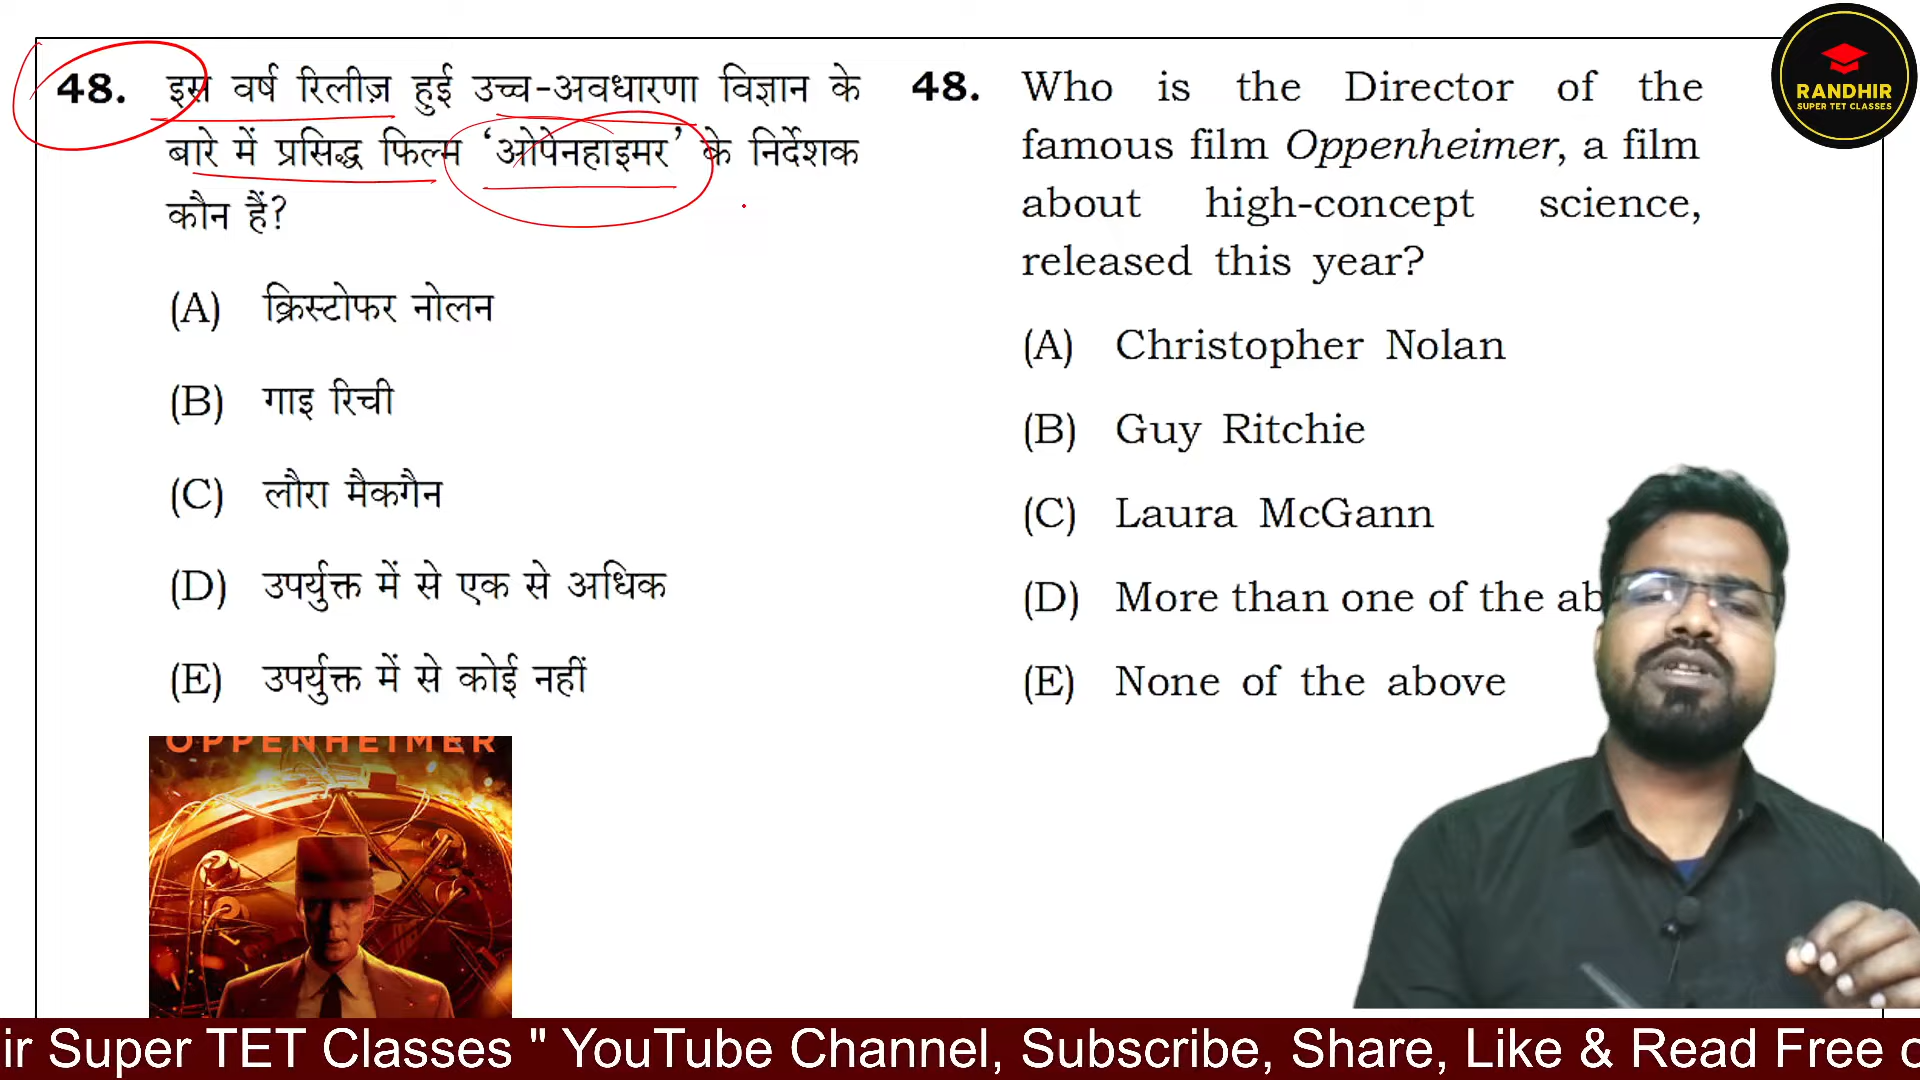 48. इस वर्ष रिलीज़ हुई उच्च-अवधारणा विज्ञान के
बारे में प्रसिद्ध फिल्म ‘ओपेनहाइमर’ के निर्देशक
कौन हैं?
(A) क्रिस्टोफर नोलन
(B) गाइ रिची
(C) लौरा मैकगैन
(D) उपर्युक्त में से एक से अधिक
(E) उपर्युक्त में से कोई नहीं
OPPENHEIMER
48. Who is the Director of the
famous film Oppenheimer, a film
about high-concept science,
released this year?
(A) Christopher Nolan
(B) Guy Ritchie
(C) Laura McGann
(D) More than one of the ab
(E) None of the above
RANDHIR
SUPER TET CLASSES
ir Super TET Classes " YouTube Channel, Subscribe, Share, Like & Read Free o